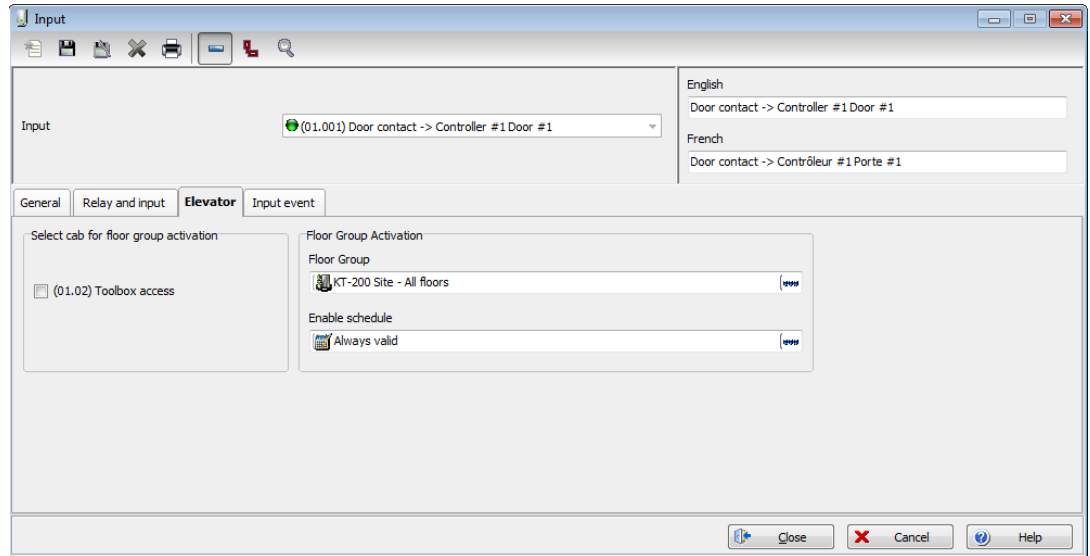 Input
English
Door contact -> Controller #1 Door #1
Input
(01.001) Door contact -> Controller #1 Door #1
French
Door contact -> Contrôleur #1 Porte #1
General
Relay and input
Elevator
Input event
Select cab for floor group activation
(01.02) Toolbox access
Floor Group Activation
Floor Group
KT-200 Site - All floors
Enable schedule
Always valid
Close
Cancel
Help